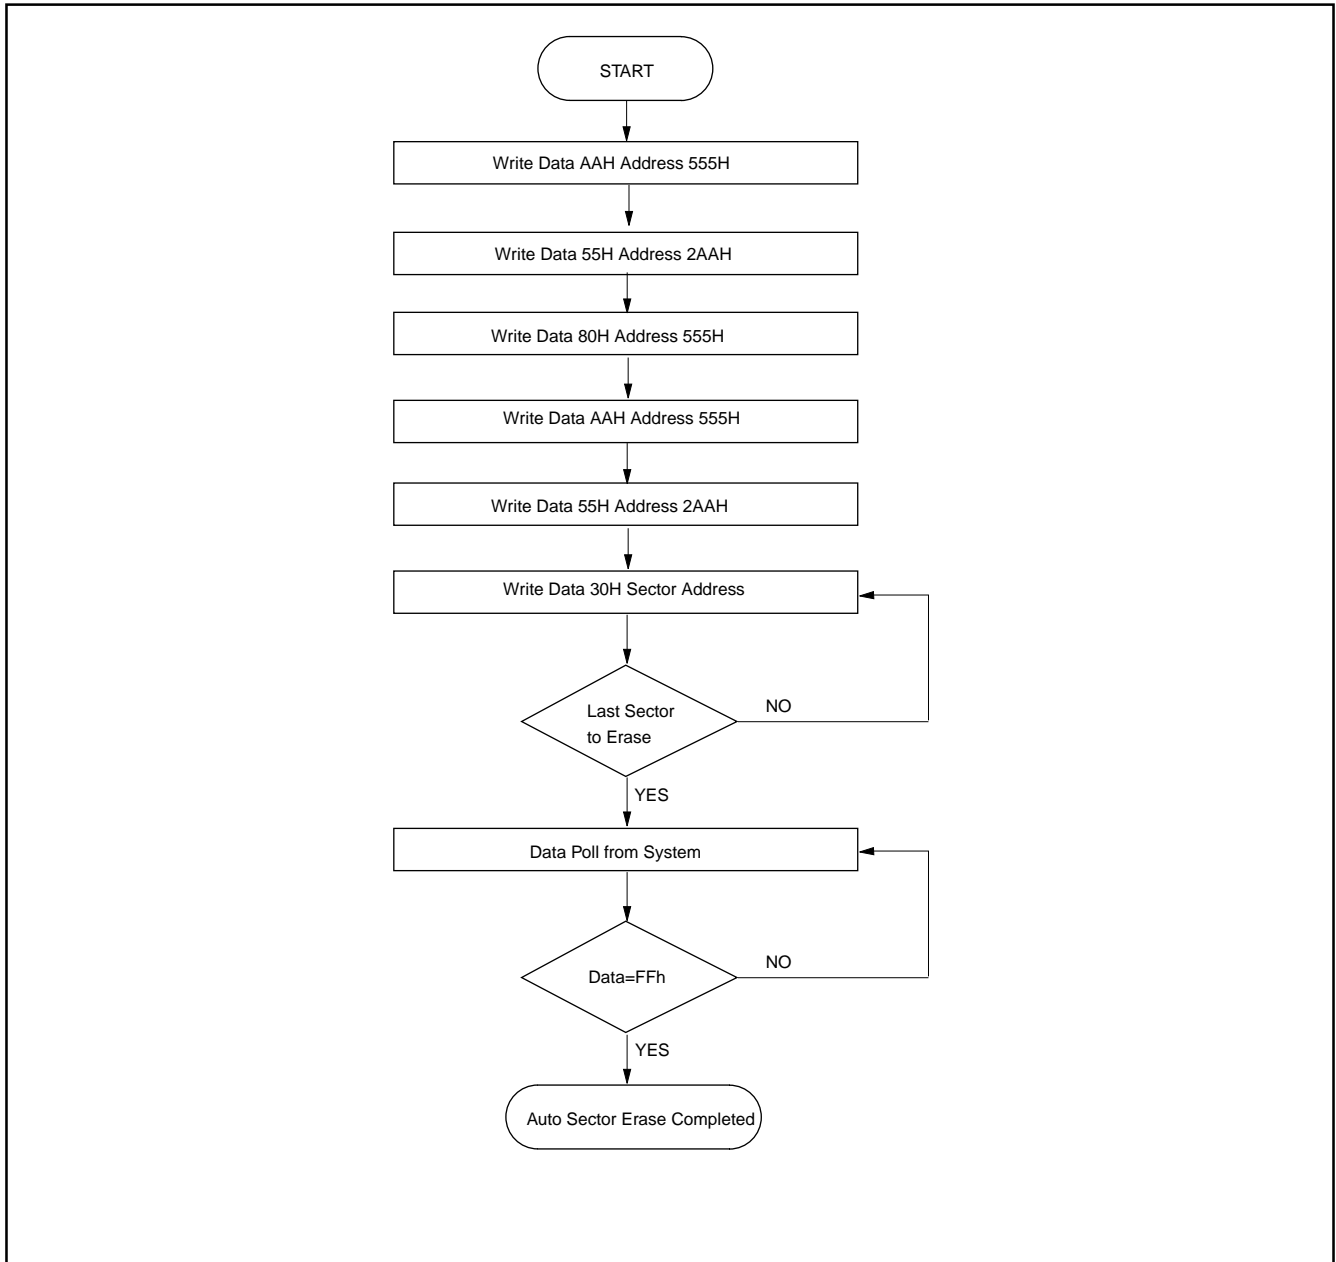 START
Write Data AAH Address 555H
Write Data 55H Address 2AAH
Write Data 80H Address 555H
Write Data AAH Address 555H
Write Data 55H Address 2AAH
Write Data 30H Sector Address
Last Sector
to Erase
NO
YES
Data Poll from System
Data=FFh
NO
YES
Auto Sector Erase Completed